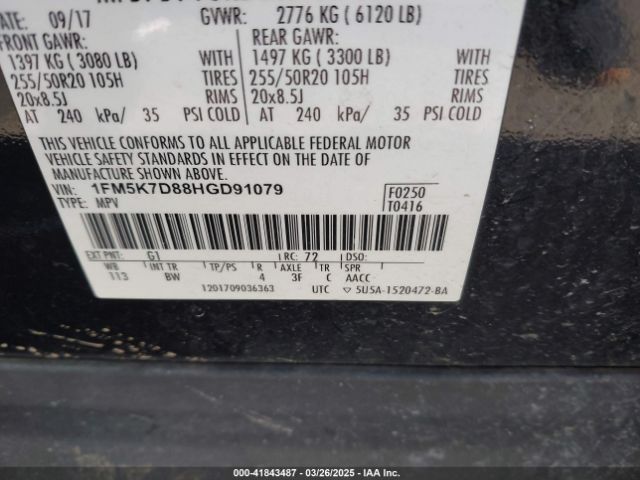 DATE: 09/17 GVWR: 2776 KG ( 6120 LB)
FRONT GAWR: REAR GAWR:
1397 KG ( 3080 LB) 1497 KG ( 3300 LB)
255/50R20 105H TIRES 255/50R20 105H TIRES
20x8.5J RIMS 20x8.5J RIMS
AT 240 kPa/ 35 PSI COLD AT 240 kPa/ 35 PSI COLD
THIS VEHICLE CONFORMS TO ALL APPLICABLE FEDERAL MOTOR
VEHICLE SAFETY STANDARDS IN EFFECT ON THE DATE OF
MANUFACTURE SHOWN ABOVE.
VIN: 1FM5K7D88HGD91079 F0250
TYPE: MPV T0416
EXT PNT: G1 RC: 72 DSO:
WB INT TR TP/PS R AXLE TR SPR
113 BW 4 3F C AACC
1201709036363 UTC ▽ 5U5A-1520472-BA
000-41843487 — 03/26/2025 — IAAI.COM